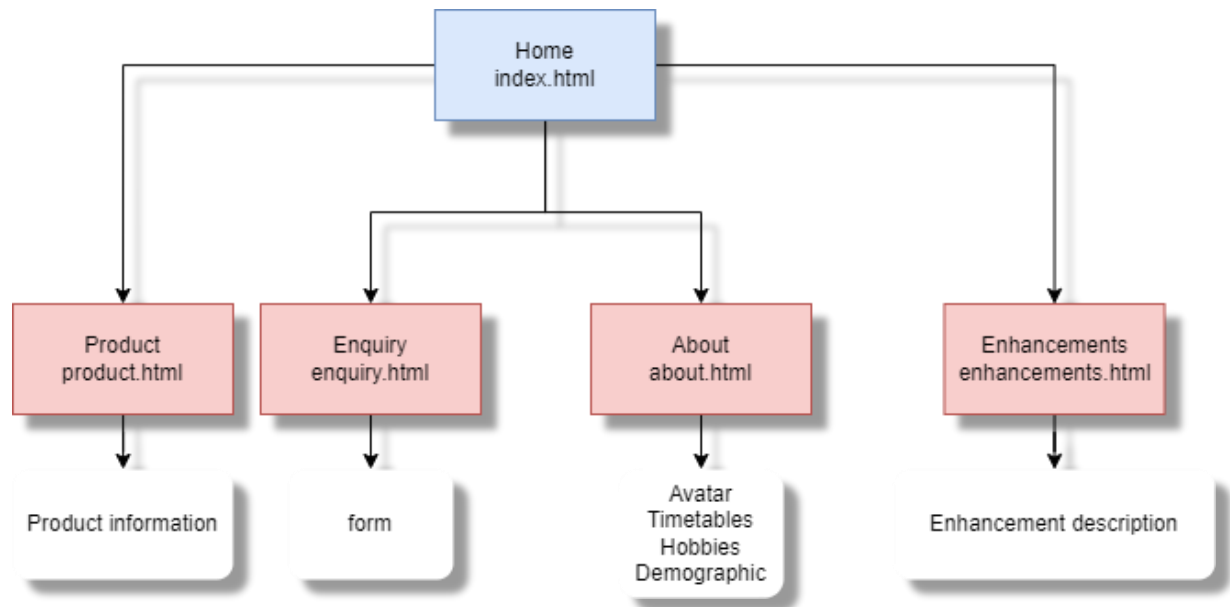 Home
index.html
Product
product.html
Enquiry
enquiry.html
About
about.html
Enhancements
enhancements.html
Product information
form
Avatar
Timetables
Hobbies
Demographic
Enhancement description